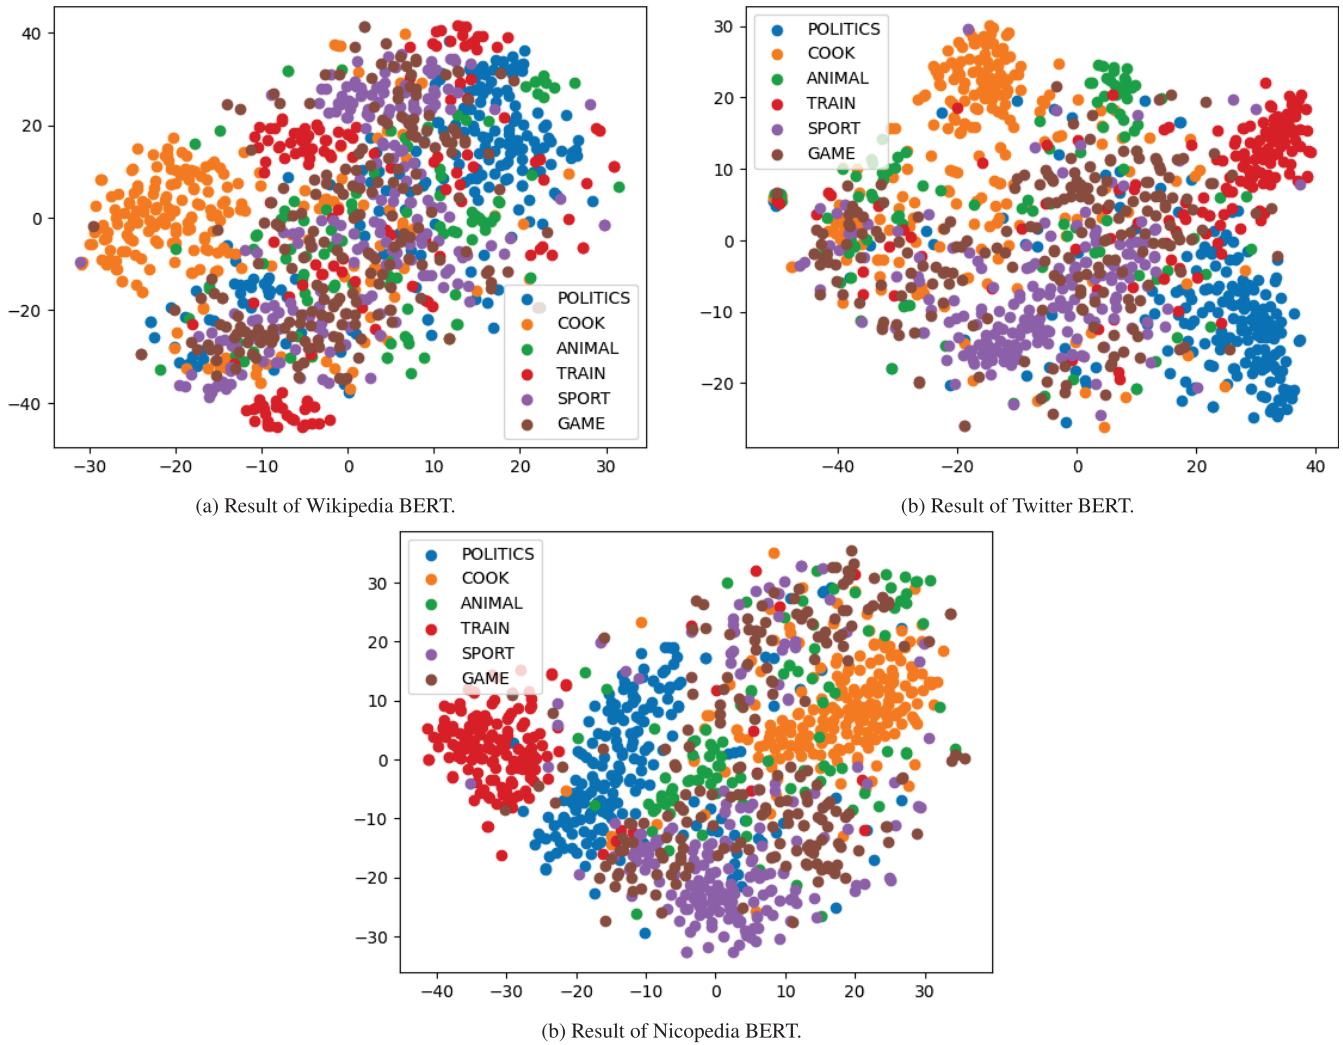 40
20
0
−20
−40
−30
−20
−10
0
10
20
30
POLITICS
COOK
ANIMAL
TRAIN
SPORT
GAME
(a) Result of Wikipedia BERT.
30
20
10
0
−10
−20
−40
−20
0
20
40
POLITICS
COOK
ANIMAL
TRAIN
SPORT
GAME
(b) Result of Twitter BERT.
30
20
10
0
−10
−20
−30
−40
−30
−20
−10
0
10
20
30
POLITICS
COOK
ANIMAL
TRAIN
SPORT
GAME
(b) Result of Nicopedia BERT.